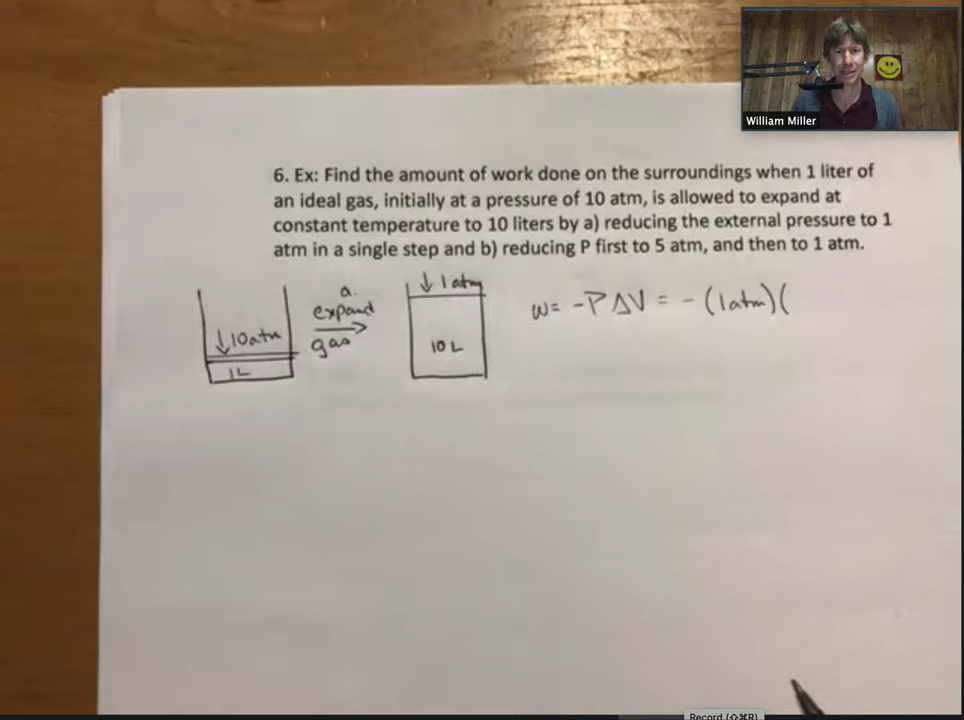 William Miller
6. Ex: Find the amount of work done on the surroundings when 1 liter of
an ideal gas, initially at a pressure of 10 atm, is allowed to expand at
constant temperature to 10 liters by a) reducing the external pressure to 1
atm in a single step and b) reducing P first to 5 atm, and then to 1 atm.
↓10atm
1L
a.
expand
gas
↓ 1 atm
10 L
w= -PΔV = -(1atm)(
Record (⇧⌘R)